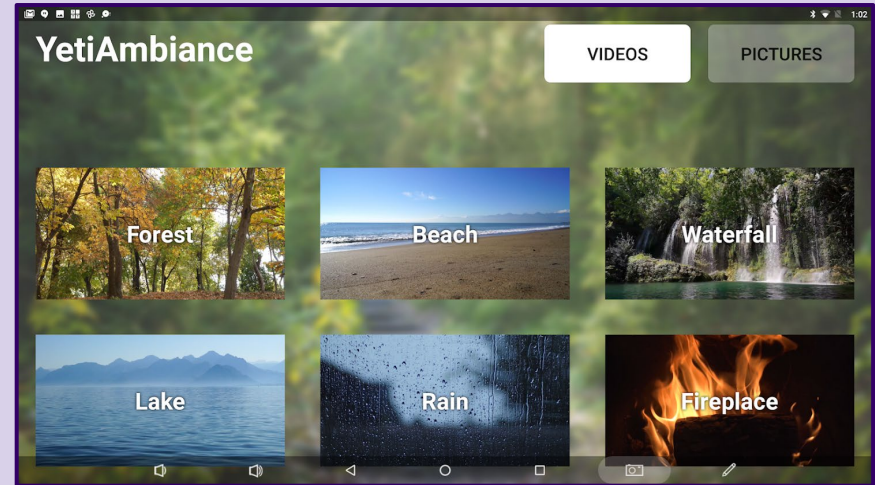 1:02
YetiAmbiance
VIDEOS
PICTURES
Forest
Beach
Waterfall
Lake
Rain
Fireplace